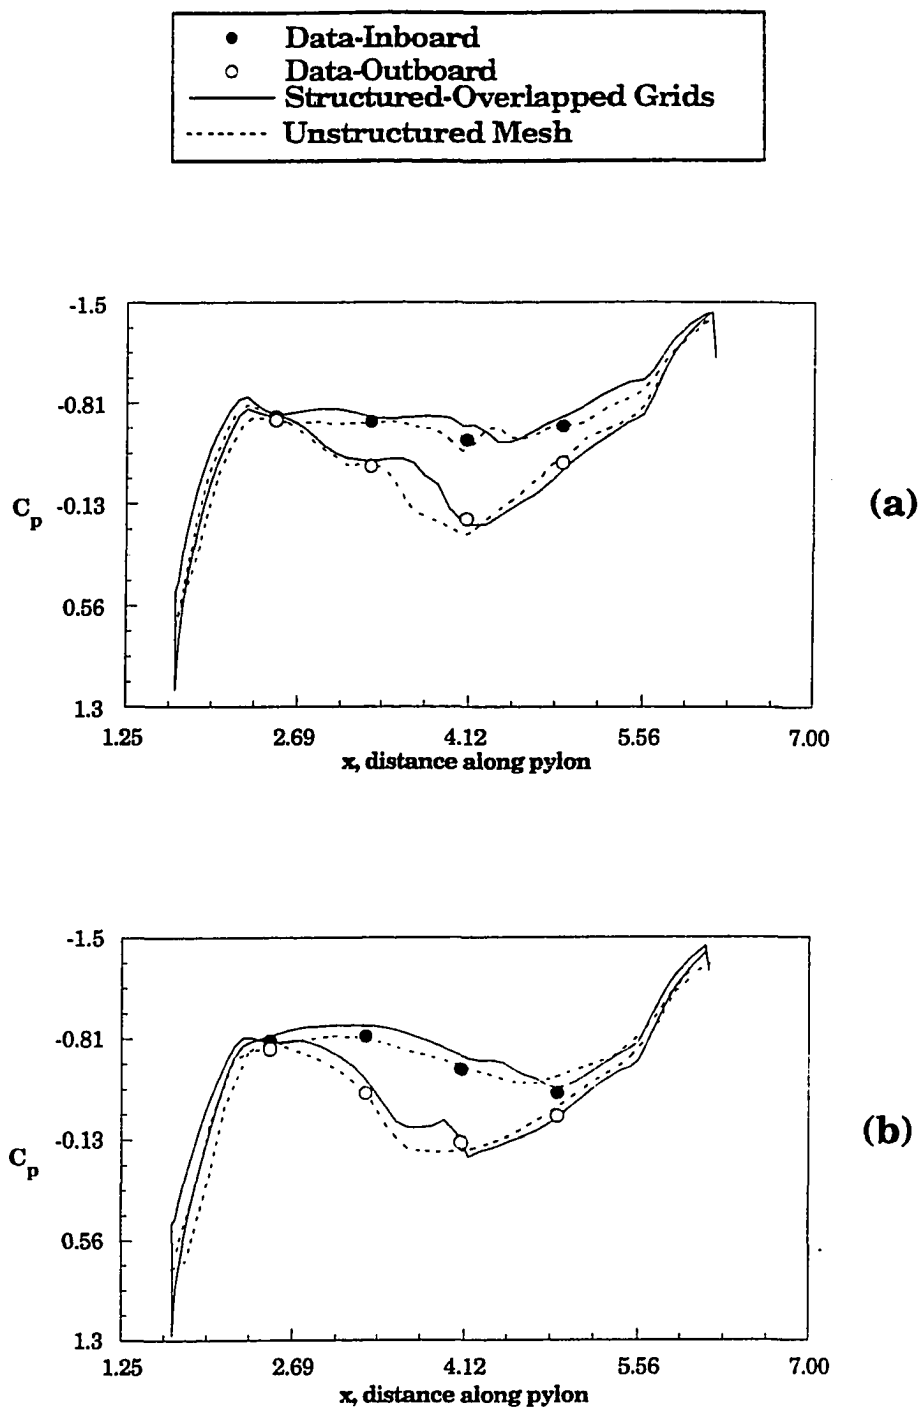 Data-Inboard
Data-Outboard
Structured-Overlapped Grids
Unstructured Mesh
-1.5
-0.81
-0.13
0.56
1.3
Cp
(a)
1.25 2.69 4.12 5.56 7.00
x, distance along pylon
-1.5
-0.81
-0.13
0.56
1.3
Cp
(b)
1.25 2.69 4.12 5.56 7.00
x, distance along pylon